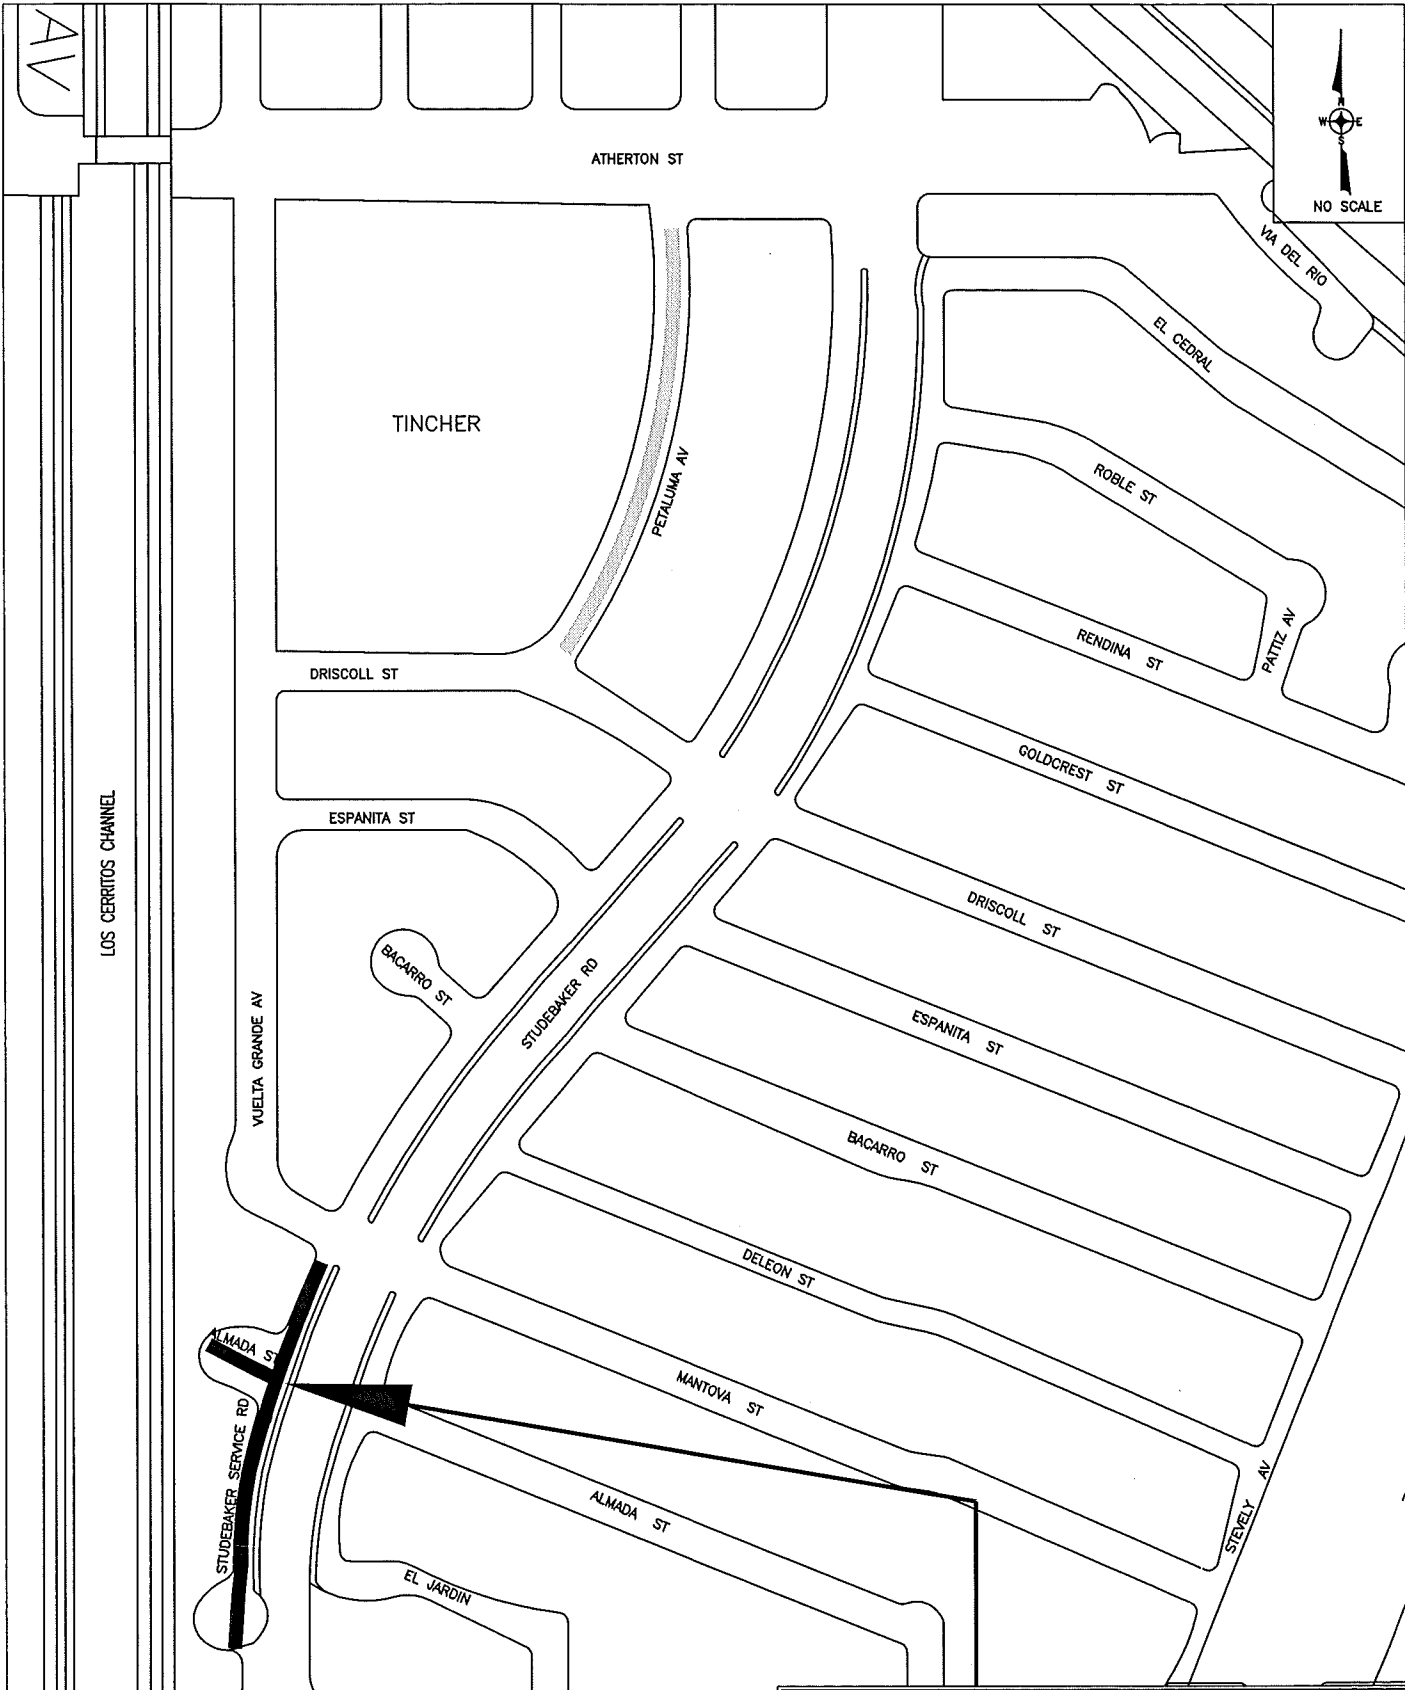 AV
ATHERTON ST
N
W E
S
NO SCALE
VIA DEL RIO
EL CEDRAL
TINCHER
PETALUMA AV
ROBLE ST
RENDINA ST
PATTIZ AV
DRISCOLL ST
GOLDCREST ST
ESPANITA ST
LOS CERRITOS CHANNEL
DRISCOLL ST
BACARRO ST
STUDEBAKER RD
VUELTA GRANDE AV
ESPANITA ST
BACARRO ST
DELEON ST
ALMADA ST
MANTOVA ST
STUDEBAKER SERVICE RD
ALMADA ST
STEVELY AV
EL JARDIN